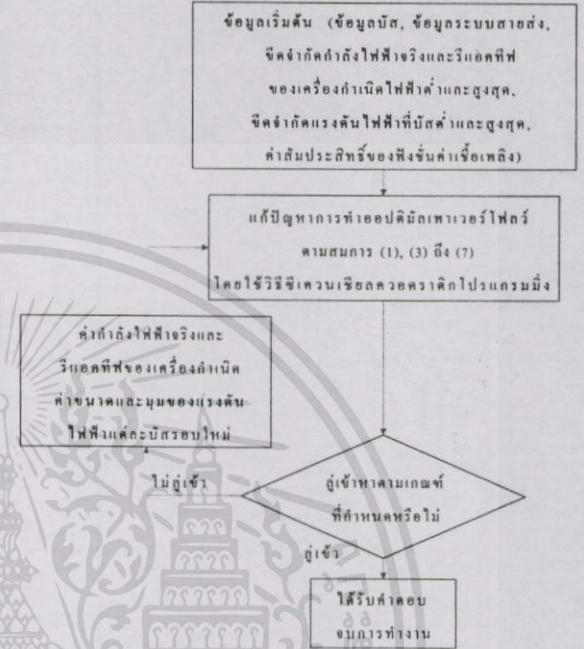 ข้อมูลเริ่มต้น (ข้อมูลบัส, ข้อมูลระบบสายส่ง,
ขีดจำกัดกำลังไฟฟ้าจริงและรีแอคทีฟ
ของเครื่องกำเนิดไฟฟ้าต่ำและสูงสุด,
ขีดจำกัดแรงดันไฟฟ้าที่บัสต่ำและสูงสุด,
ค่าสัมประสิทธิ์ของฟังชั่นค่าเชื้อเพลิง)
แก้ปัญหาการทำออปติมัลเพาเวอร์โฟลว์
ตามสมการ (1), (3) ถึง (7)
โดยใช้วิธีซีเควนเชียลควอดราติกโปรแกรมมิ่ง
ค่ากำลังไฟฟ้าจริงและ
รีแอคทีฟของเครื่องกำเนิด
ค่าขนาดและมุมของแรงดัน
ไฟฟ้าแต่ละบัสรอบใหม่
ไม่ลู่เข้า
ลู่เข้าหาตามเกณฑ์
ที่กำหนดหรือไม่
ลู่เข้า
ได้รับคำตอบ
จบการทำงาน